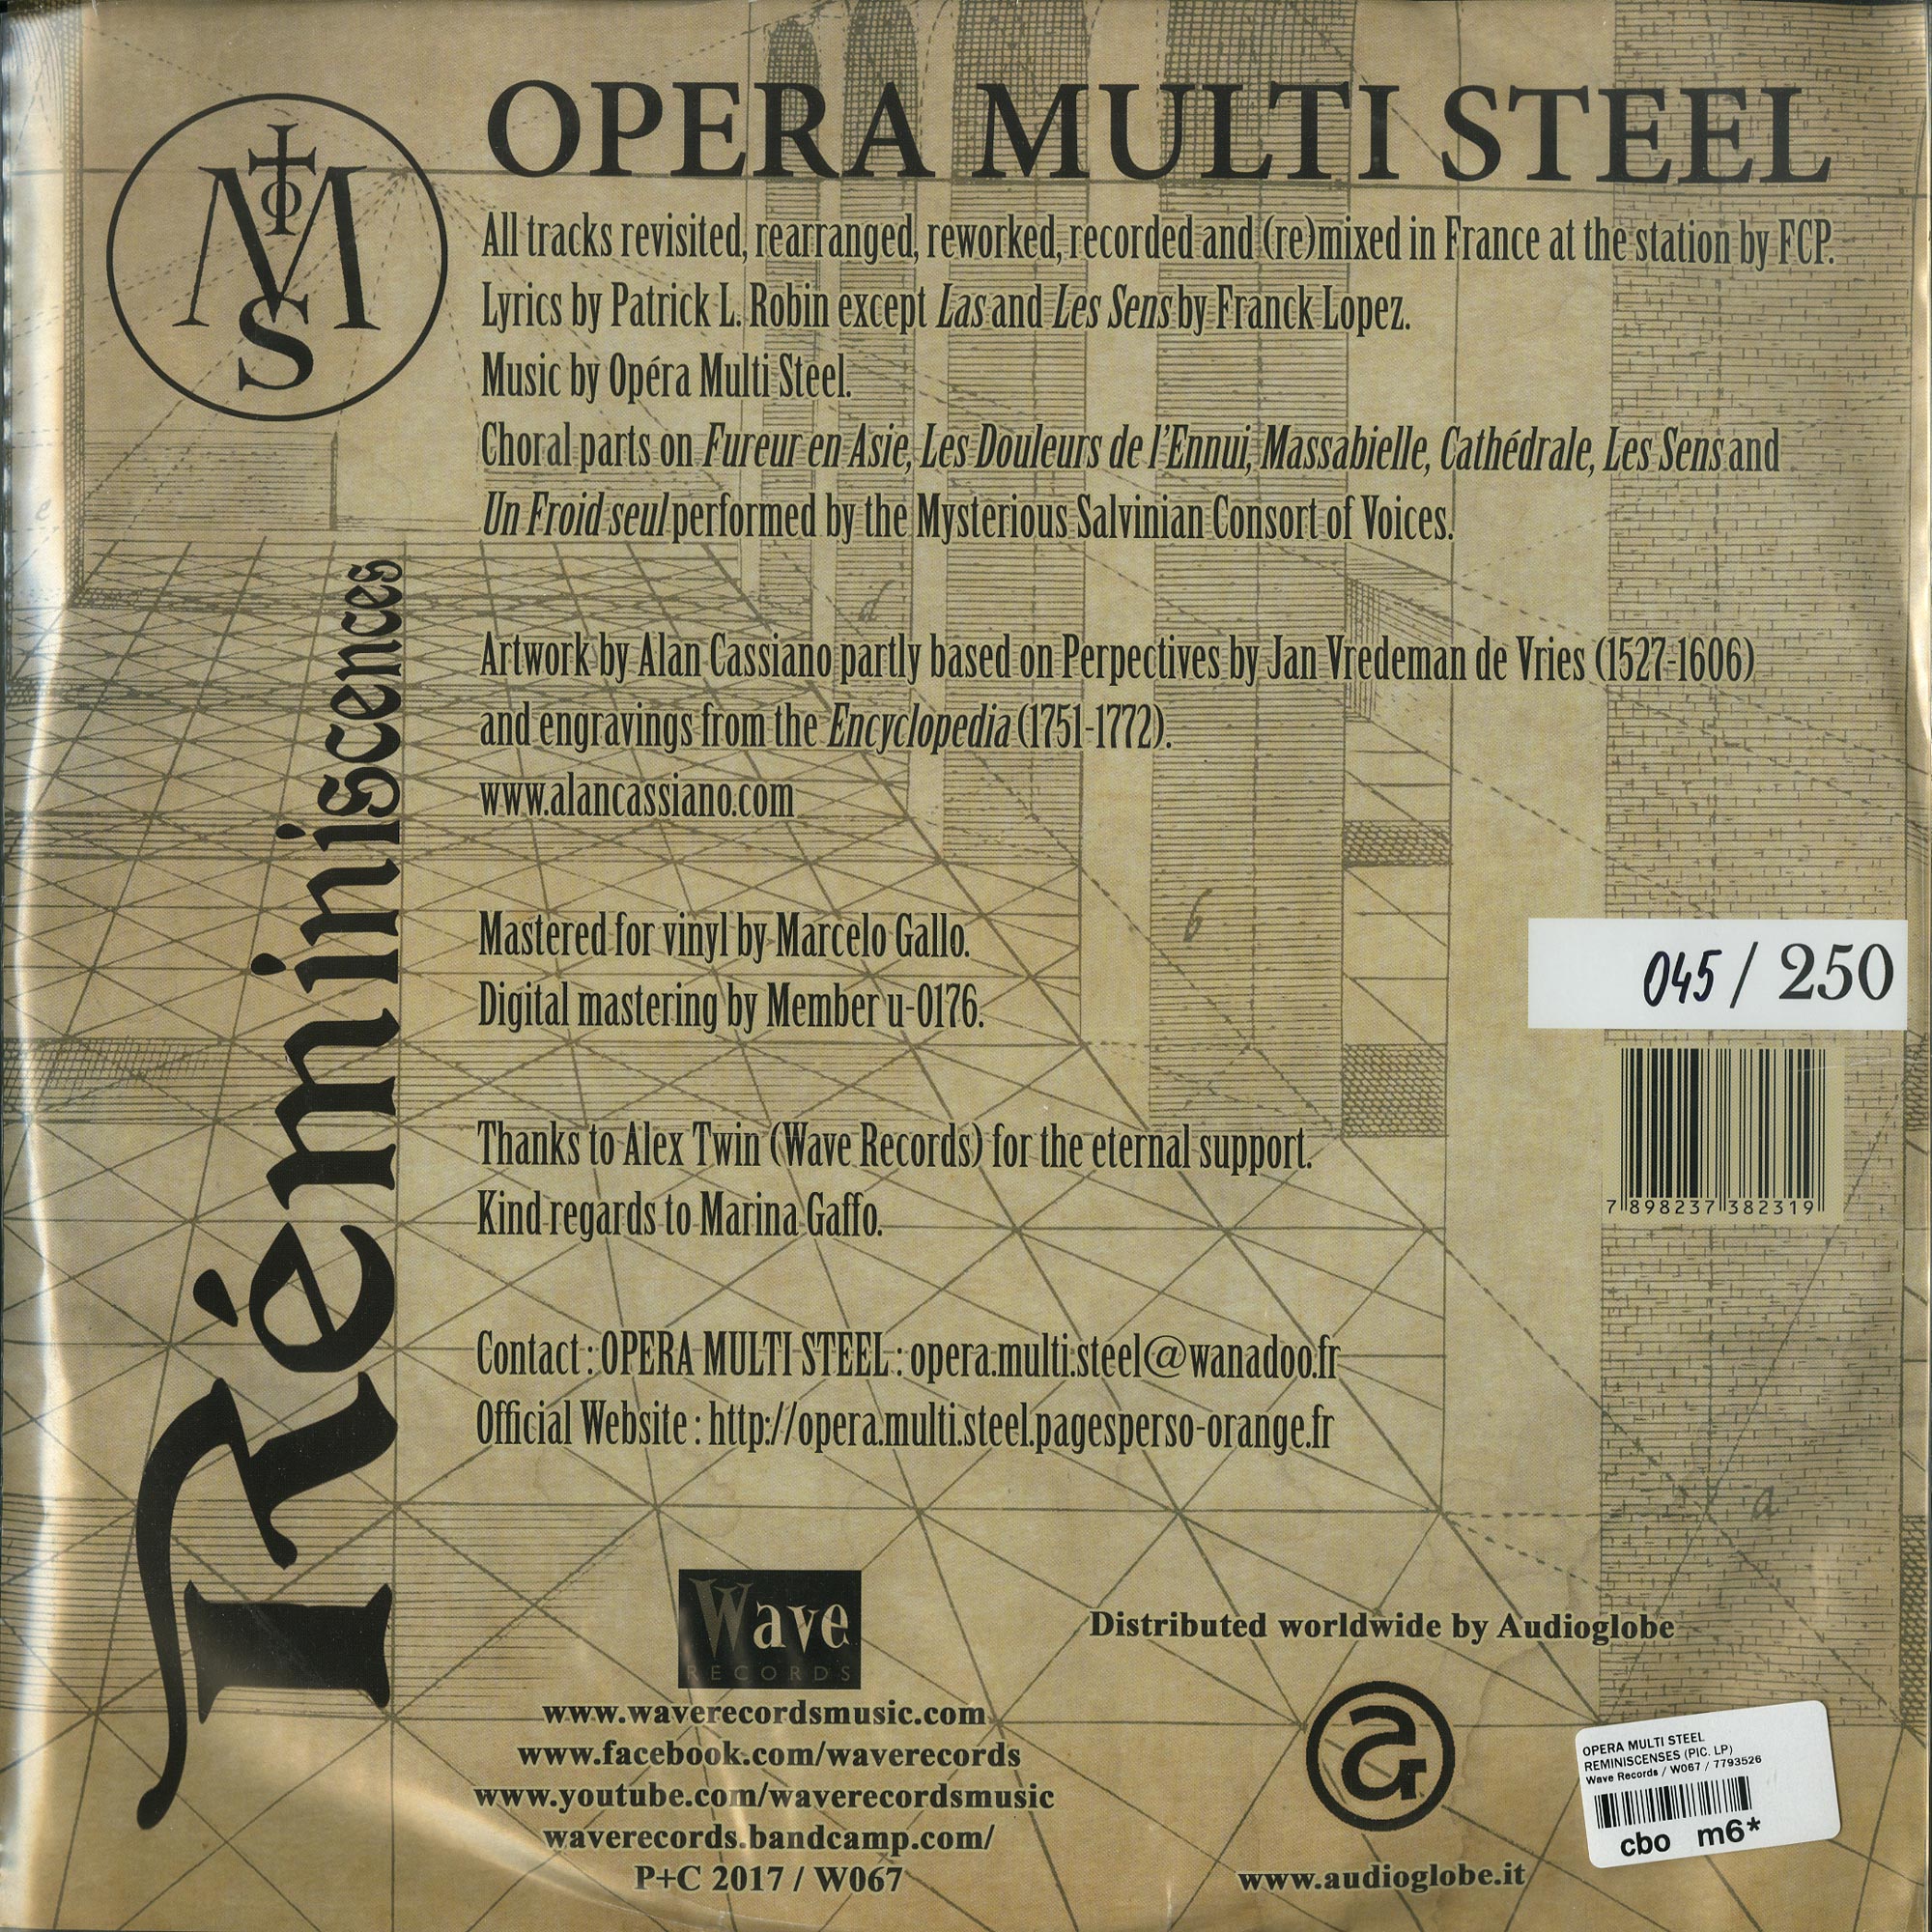 OPERA MULTI STEEL
All tracks revisited, rearranged, reworked, recorded and (re)mixed in France at the station by FCP.
Lyrics by Patrick L. Robin except Las and Les Sens by Franck Lopez.
Music by Opéra Multi Steel.
Choral parts on Fureur en Asie, Les Douleurs de l'Ennui, Massabielle, Cathédrale, Les Sens and
Un Froid seul performed by the Mysterious Salvinian Consort of Voices.
Réminiscences
Artwork by Alan Cassiano partly based on Perpectives by Jan Vredeman de Vries (1527-1606)
and engravings from the Encyclopedia (1751-1772).
www.alancassiano.com
Mastered for vinyl by Marcelo Gallo.
Digital mastering by Member u-0176.
045 / 250
7 898237 382319
Thanks to Alex Twin (Wave Records) for the eternal support.
Kind regards to Marina Gaffo.
Contact : OPERA MULTI STEEL : opera.multi.steel@wanadoo.fr
Official Website : http://opera.multi.steel.pagesperso-orange.fr
Wave
RECORDS
www.waverecordsmusic.com
www.facebook.com/waverecords
www.youtube.com/waverecordsmusic
waverecords.bandcamp.com/
P+C 2017 / W067
Distributed worldwide by Audioglobe
www.audioglobe.it
OPERA MULTI STEEL
REMINISCENSES (PIC. LP)
Wave Records / W067 / 7793526
cbo m6*